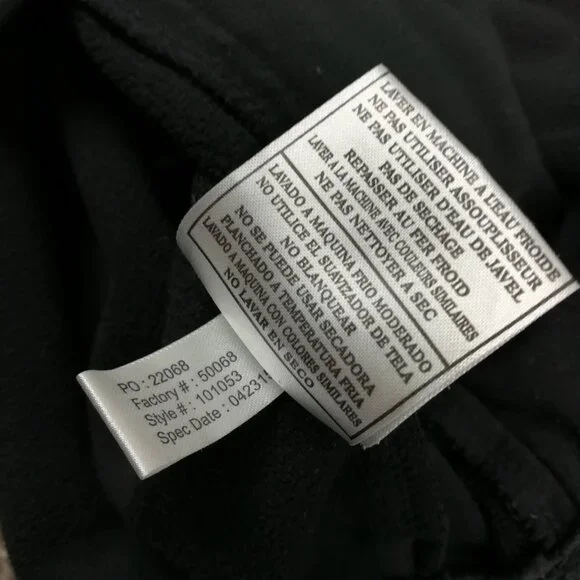 LAVER EN MACHINE A L'EAU FROIDE
NE PAS UTILISER ASSOUPLISSEUR
NE PAS UTILISER D'EAU DE JAVEL
PAS DE SECHAGE
REPASSER AU FER FROID
LAVER A LA MACHINE AVEC COULEURS SIMILAIRES
NE PAS NETTOYER A SEC
LAVADO A MAQUINA FRIO MODERADO
NO UTILICE EL SUAVIZADOR DE TELA
NO BLANQUEAR
NO SE PUEDE USAR SECADORA
PLANCHADO A TEMPERATURA FRIA
LAVADO A MAQUINA CON COLORES SIMILARES
NO LAVAR EN SECO
PO : 22068
Factory # : 50068
Style # : 101053
Spec Date : 04231